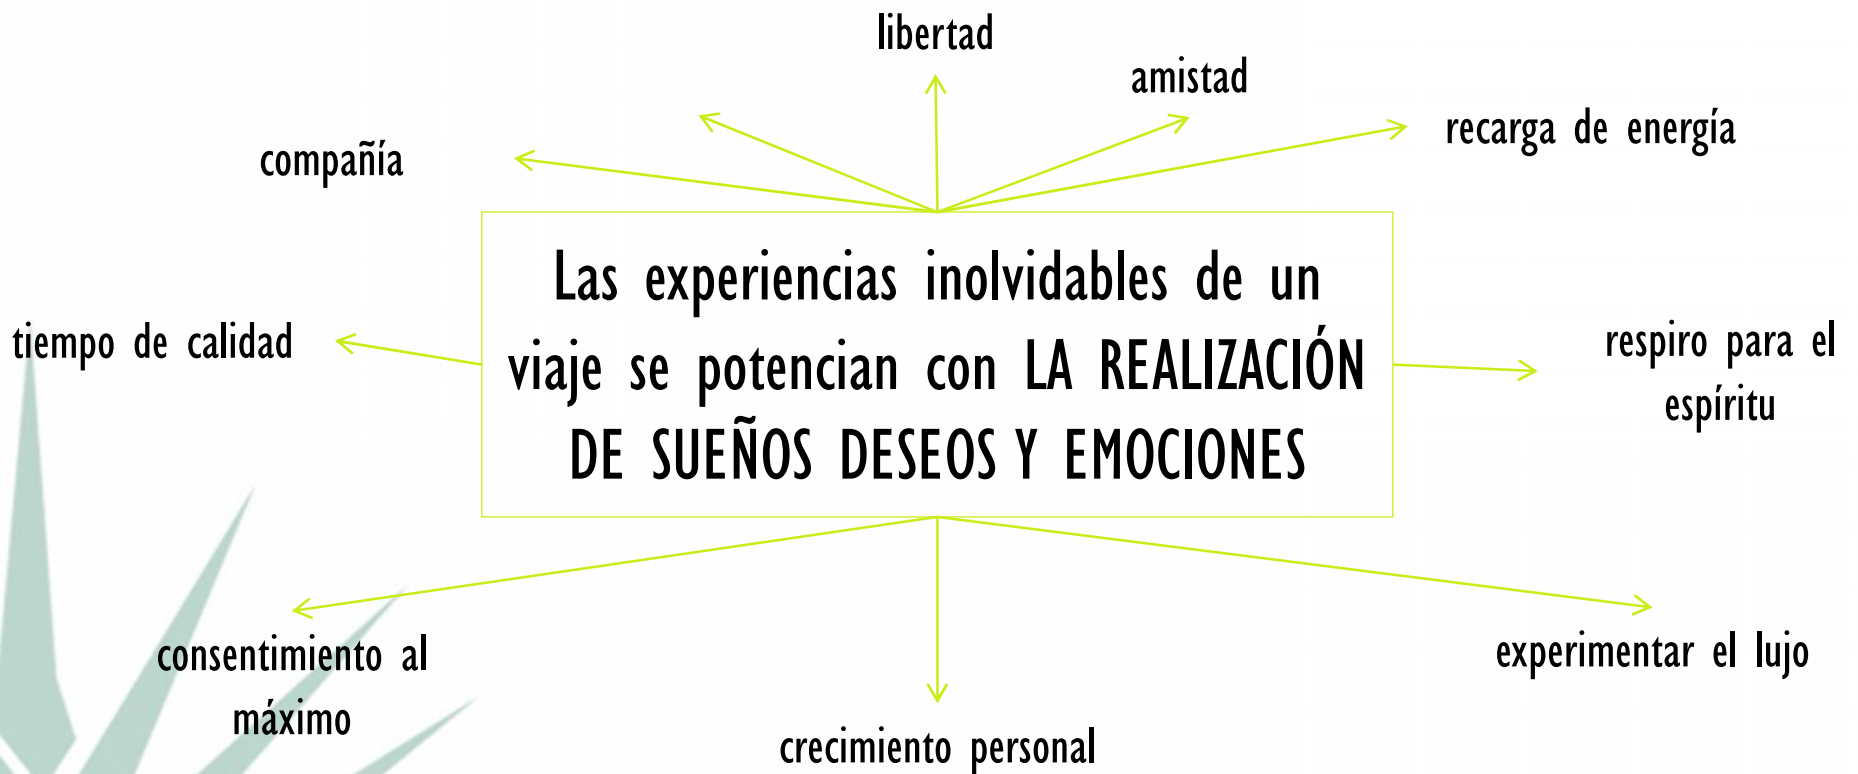 libertad
amistad
recarga de energía
compañía
Las experiencias inolvidables de un
viaje se potencian con LA REALIZACIÓN
DE SUEÑOS DESEOS Y EMOCIONES
tiempo de calidad
respiro para el
espíritu
consentimiento al
máximo
experimentar el lujo
crecimiento personal